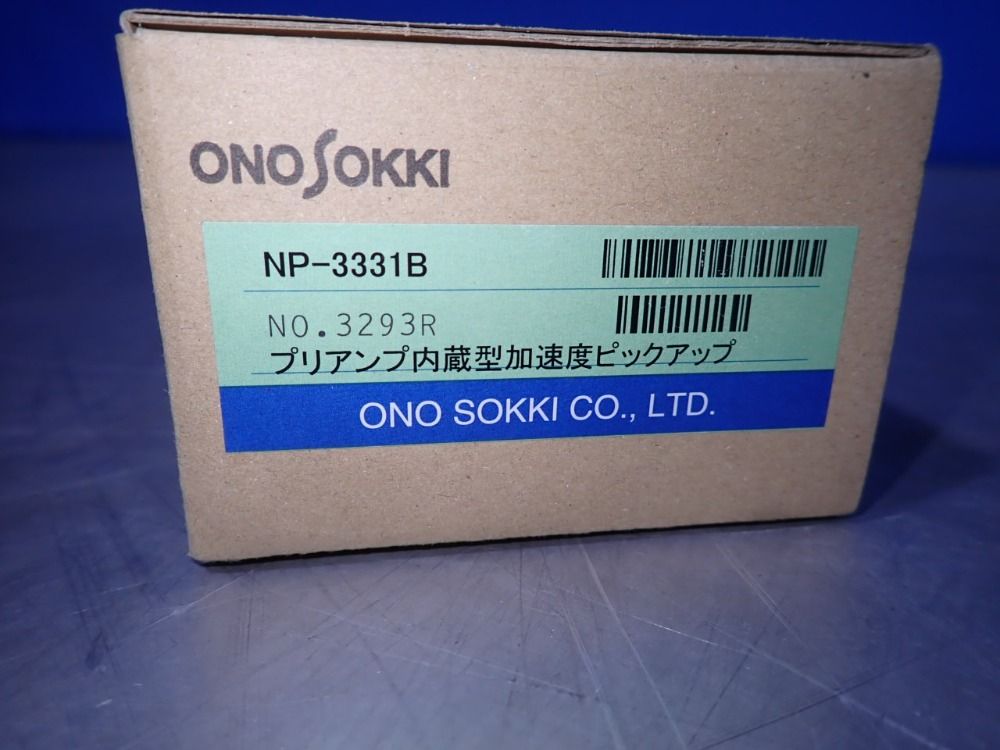 ONO SOKKI
NP-3331B
NO.3293R
プリアンプ内蔵型加速度ピックアップ
ONO SOKKI CO., LTD.